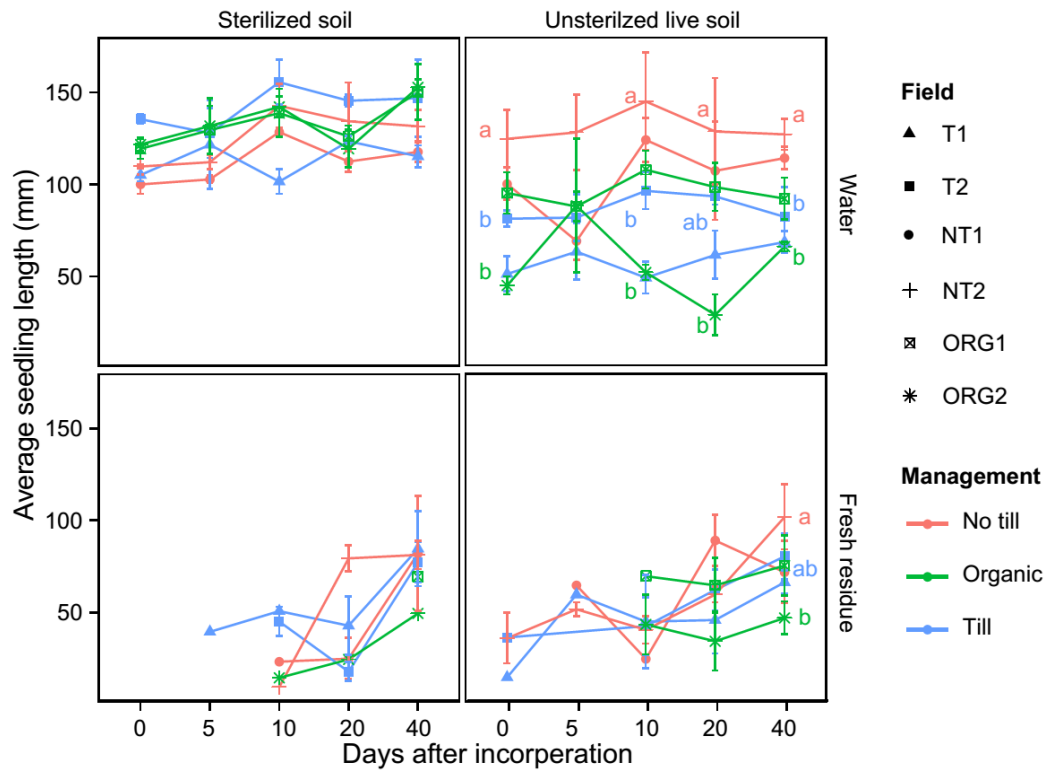 Sterilized soil
Unsterilzed live soil
Average seedling length (mm)
150
100
50
a
a
a
a
b
b
ab
b
b
b
b
b
Water
150
100
50
a
ab
b
Fresh residue
0 5 10 20 40
0 5 10 20 40
Days after incorperation
Field
T1
T2
NT1
NT2
ORG1
ORG2
Management
No till
Organic
Till